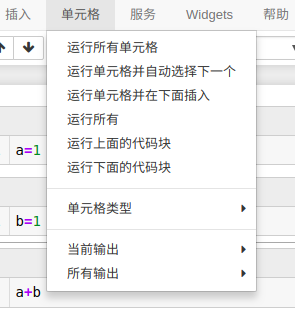 插入 单元格 服务 Widgets 帮助
运行所有单元格
运行单元格并自动选择下一个
运行单元格并在下面插入
运行所有
运行上面的代码块
a=1
运行下面的代码块
单元格类型
b=1
当前输出
所有输出
a+b